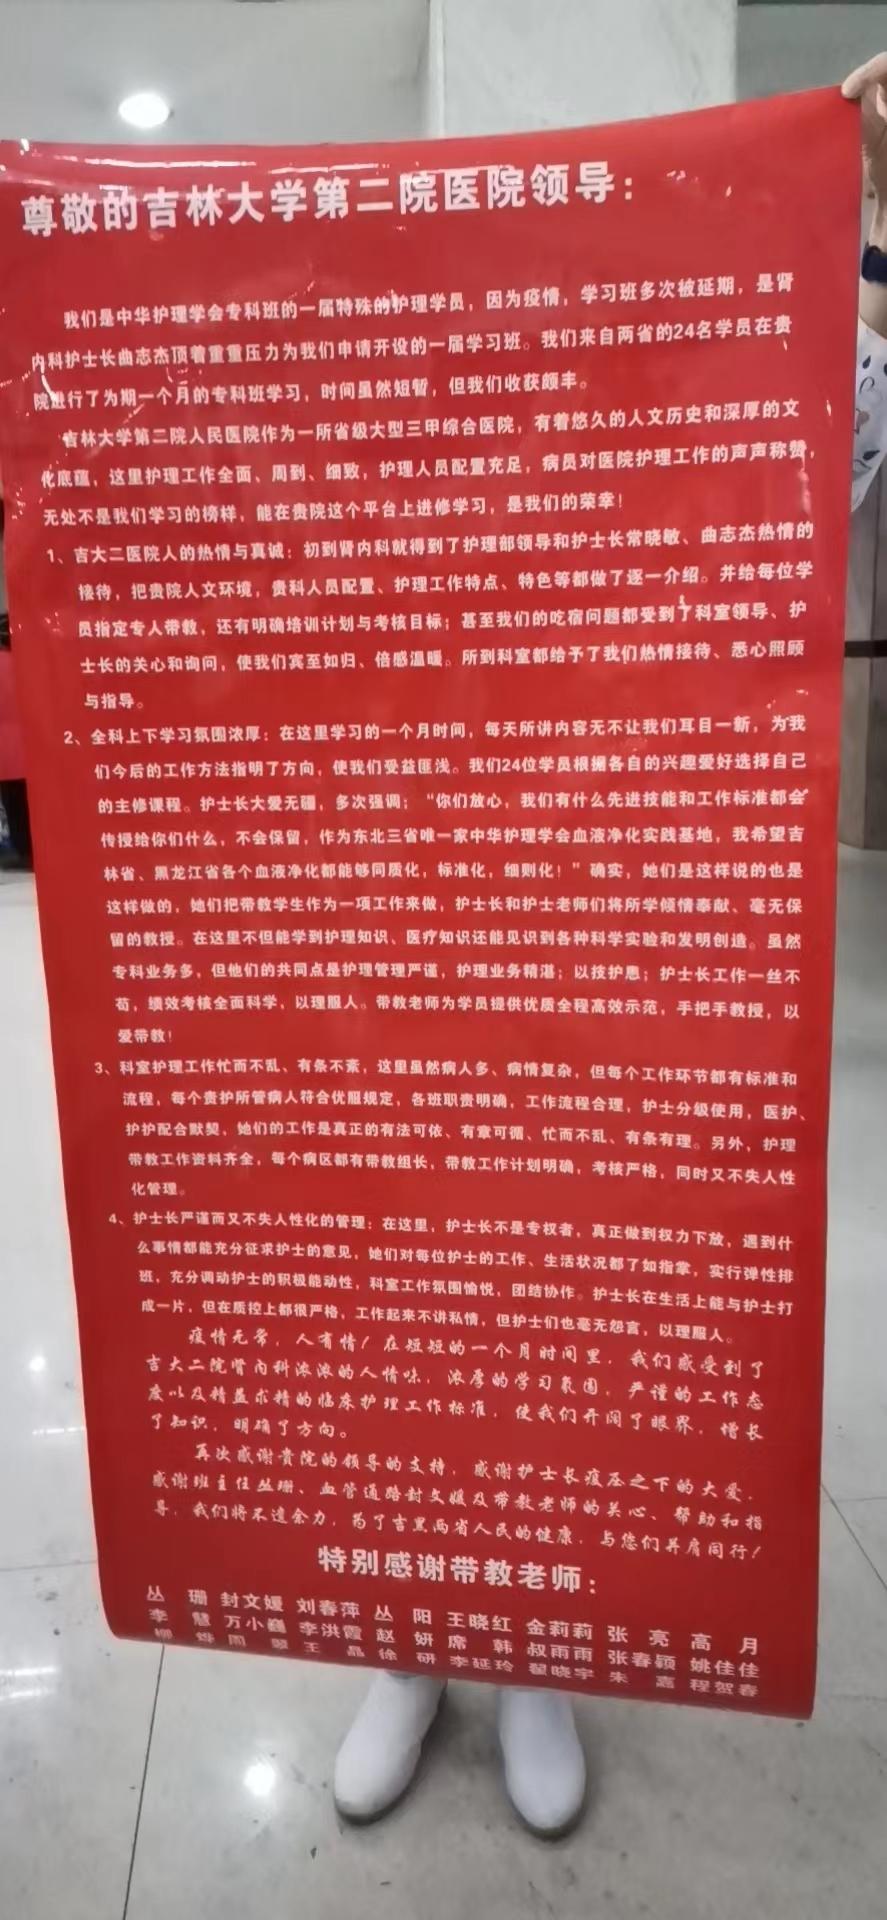 尊敬的吉林大学第二院医院领导：
我们是中华护理学会专科班的一届特殊的护理学员，因为疫情，学习班多次被延期，是肾
内科护士长曲志杰顶着重重压力为我们申请开设的一届学习班。我们来自两省的24名学员在贵
院进行了为期一个月的专科班学习，时间虽然短暂，但我们收获颇丰。
吉林大学第二院人民医院作为一所省级大型三甲综合医院，有着悠久的人文历史和深厚的文
化底蕴，这里护理工作全面、周到、细致，护理人员配置充足，病员对医院护理工作的声声称赞，
无处不是我们学习的榜样，能在贵院这个平台上进修学习，是我们的荣幸！
1、吉大二医院人的热情与真诚：初到肾内科就得到了护理部领导和护士长常晓敏、曲志杰热情的
接待，把贵院人文环境，贵科人员配置、护理工作特点、特色等都做了逐一介绍。并给每位学
员指定专人带教，还有明确培训计划与考核目标；甚至我们的吃宿问题都受到了科室领导、护
士长的关心和询问，使我们宾至如归、倍感温暖。所到科室都给予了我们热情接待、悉心照顾
与指导。
2、全科上下学习氛围浓厚：在这里学习的一个月时间，每天所讲内容无不让我们耳目一新，为我
们今后的工作方法指明了方向，使我们受益匪浅。我们24位学员根据各自的兴趣爱好选择自己
的主修课程。护士长大爱无疆，多次强调；“你们放心，我们有什么先进技能和工作标准都会
传授给你们什么，不会保留，作为东北三省唯一家中华护理学会血液净化实践基地，我希望吉
林省、黑龙江省各个血液净化都能够同质化，标准化，细则化！”确实，她们是这样说的也是
这样做的，她们把带教学生作为一项工作来做，护士长和护士老师们将所学倾情奉献、毫无保
留的教授。在这里不但能学到护理知识、医疗知识还能见识到各种科学实验和发明创造。虽然
专科业务多，但他们的共同点是护理管理严谨，护理业务精湛；以技护患；护士长工作一丝不
苟，绩效考核全面科学，以理服人。带教老师为学员提供优质全程高效示范，手把手教授，以
爱带教！
3、科室护理工作忙而不乱、有条不紊，这里虽然病人多、病情复杂，但每个工作环节都有标准和
流程，每个责护所管病人符合优服规定，各班职责明确，工作流程合理，护士分级使用，医护、
护护配合默契，她们的工作是真正的有法可依、有章可循、忙而不乱、有条有理。另外，护理
带教工作资料齐全，每个病区都有带教组长，带教工作计划明确，考核严格，同时又不失人性
化管理。
4、护士长严谨而又不失人性化的管理：在这里，护士长不是专权者，真正做到权力下放，遇到什
么事情都能充分征求护士的意见，她们对每位护士的工作、生活状况都了如指掌，实行弹性排
班，充分调动护士的积极能动性，科室工作氛围愉悦，团结协作。护士长在生活上能与护士打
成一片，但在质控上都很严格，工作起来不讲私情，但护士们也毫无怨言，以理服人。
疫情无常，人有情！在短短的一个月时间里，我们感受到了
吉大二院肾内科浓浓的人情味，浓厚的学习氛围，严谨的工作态
度以及精益求精的临床护理工作标准，使我们开阔了眼界，增长
了知识，明确了方向。
再次感谢贵院的领导的支持，感谢护士长疫压之下的大爱，
感谢班主任丛珊、血管通路封文媛及带教老师的关心、帮助和指
导，我们将不遗余力，为了吉黑两省人民的健康，与您们并肩同行！
特别感谢带教老师：
丛珊 封文媛 刘春萍 丛阳 王晓红 金莉莉 张亮 高月
李慧 万小巍 李洪霞 赵妍 席韩 叔雨雨 张春颖 姚佳佳
柳烨 周翠 王晶 徐研 李延玲 翟晓宇 朱嘉 程贺春